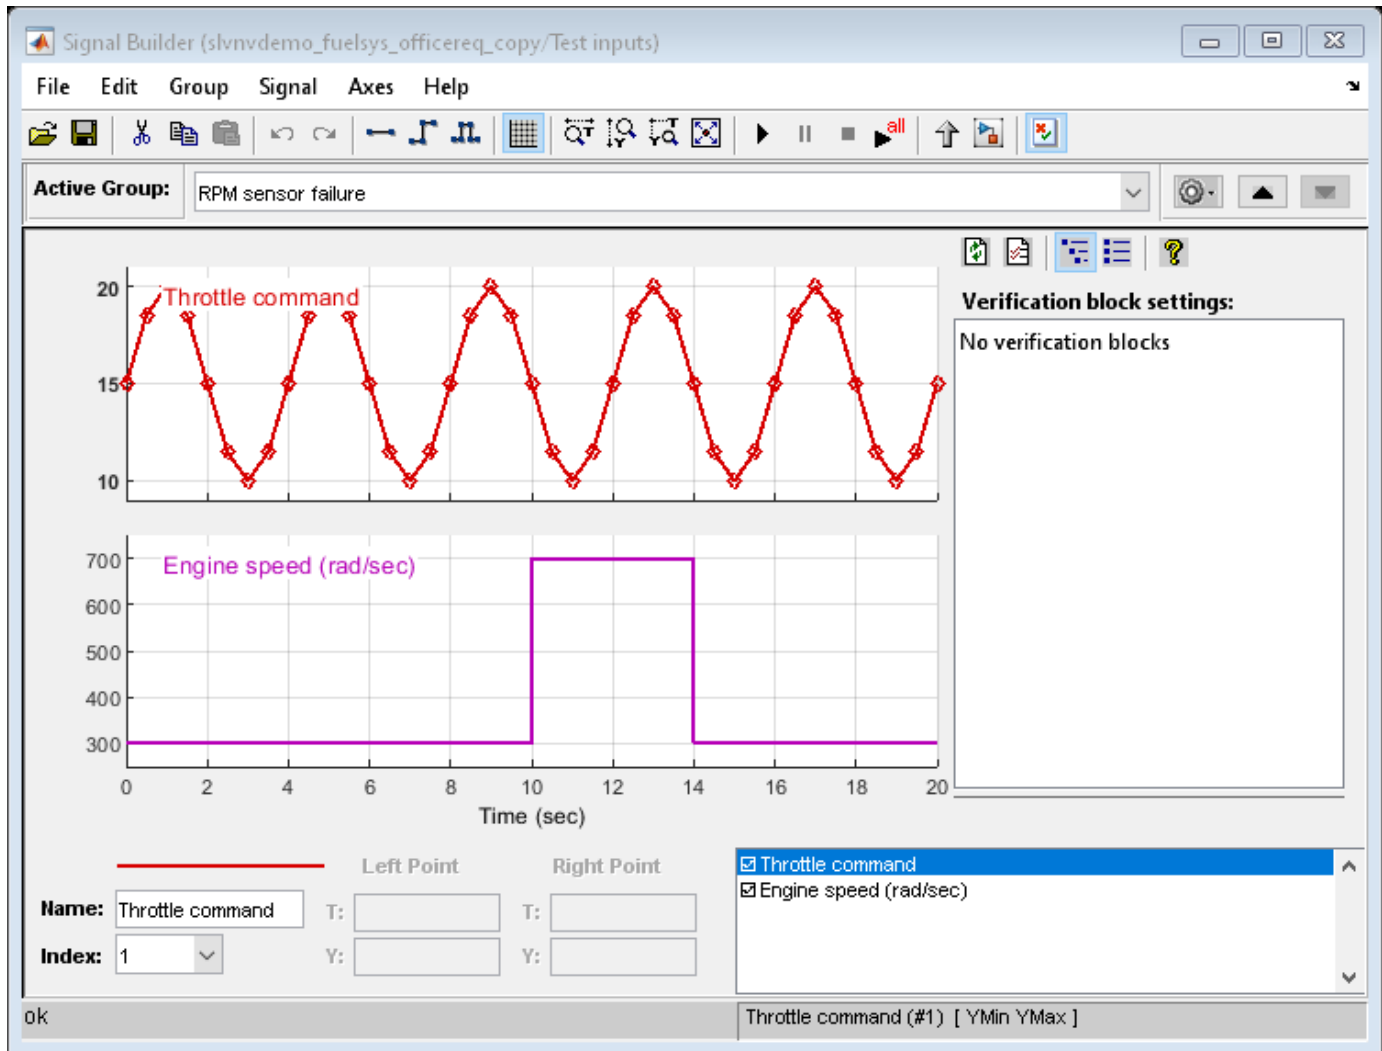 Signal Builder (slvnvdemo_fuelsys_officereq_copy/Test inputs)
File Edit Group Signal Axes Help
all
Active Group: RPM sensor failure
Verification block settings:
No verification blocks
20
15
10
Throttle command
700
600
500
400
300
Engine speed (rad/sec)
0 2 4 6 8 10 12 14 16 18 20
Time (sec)
Left Point Right Point
Name: Throttle command T: T:
Index: 1 Y: Y:
Throttle command
Engine speed (rad/sec)
ok
Throttle command (#1) [ YMin YMax ]